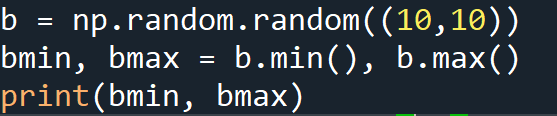 b = np.random.random((10,10))
bmin, bmax = b.min(), b.max()
print(bmin, bmax)